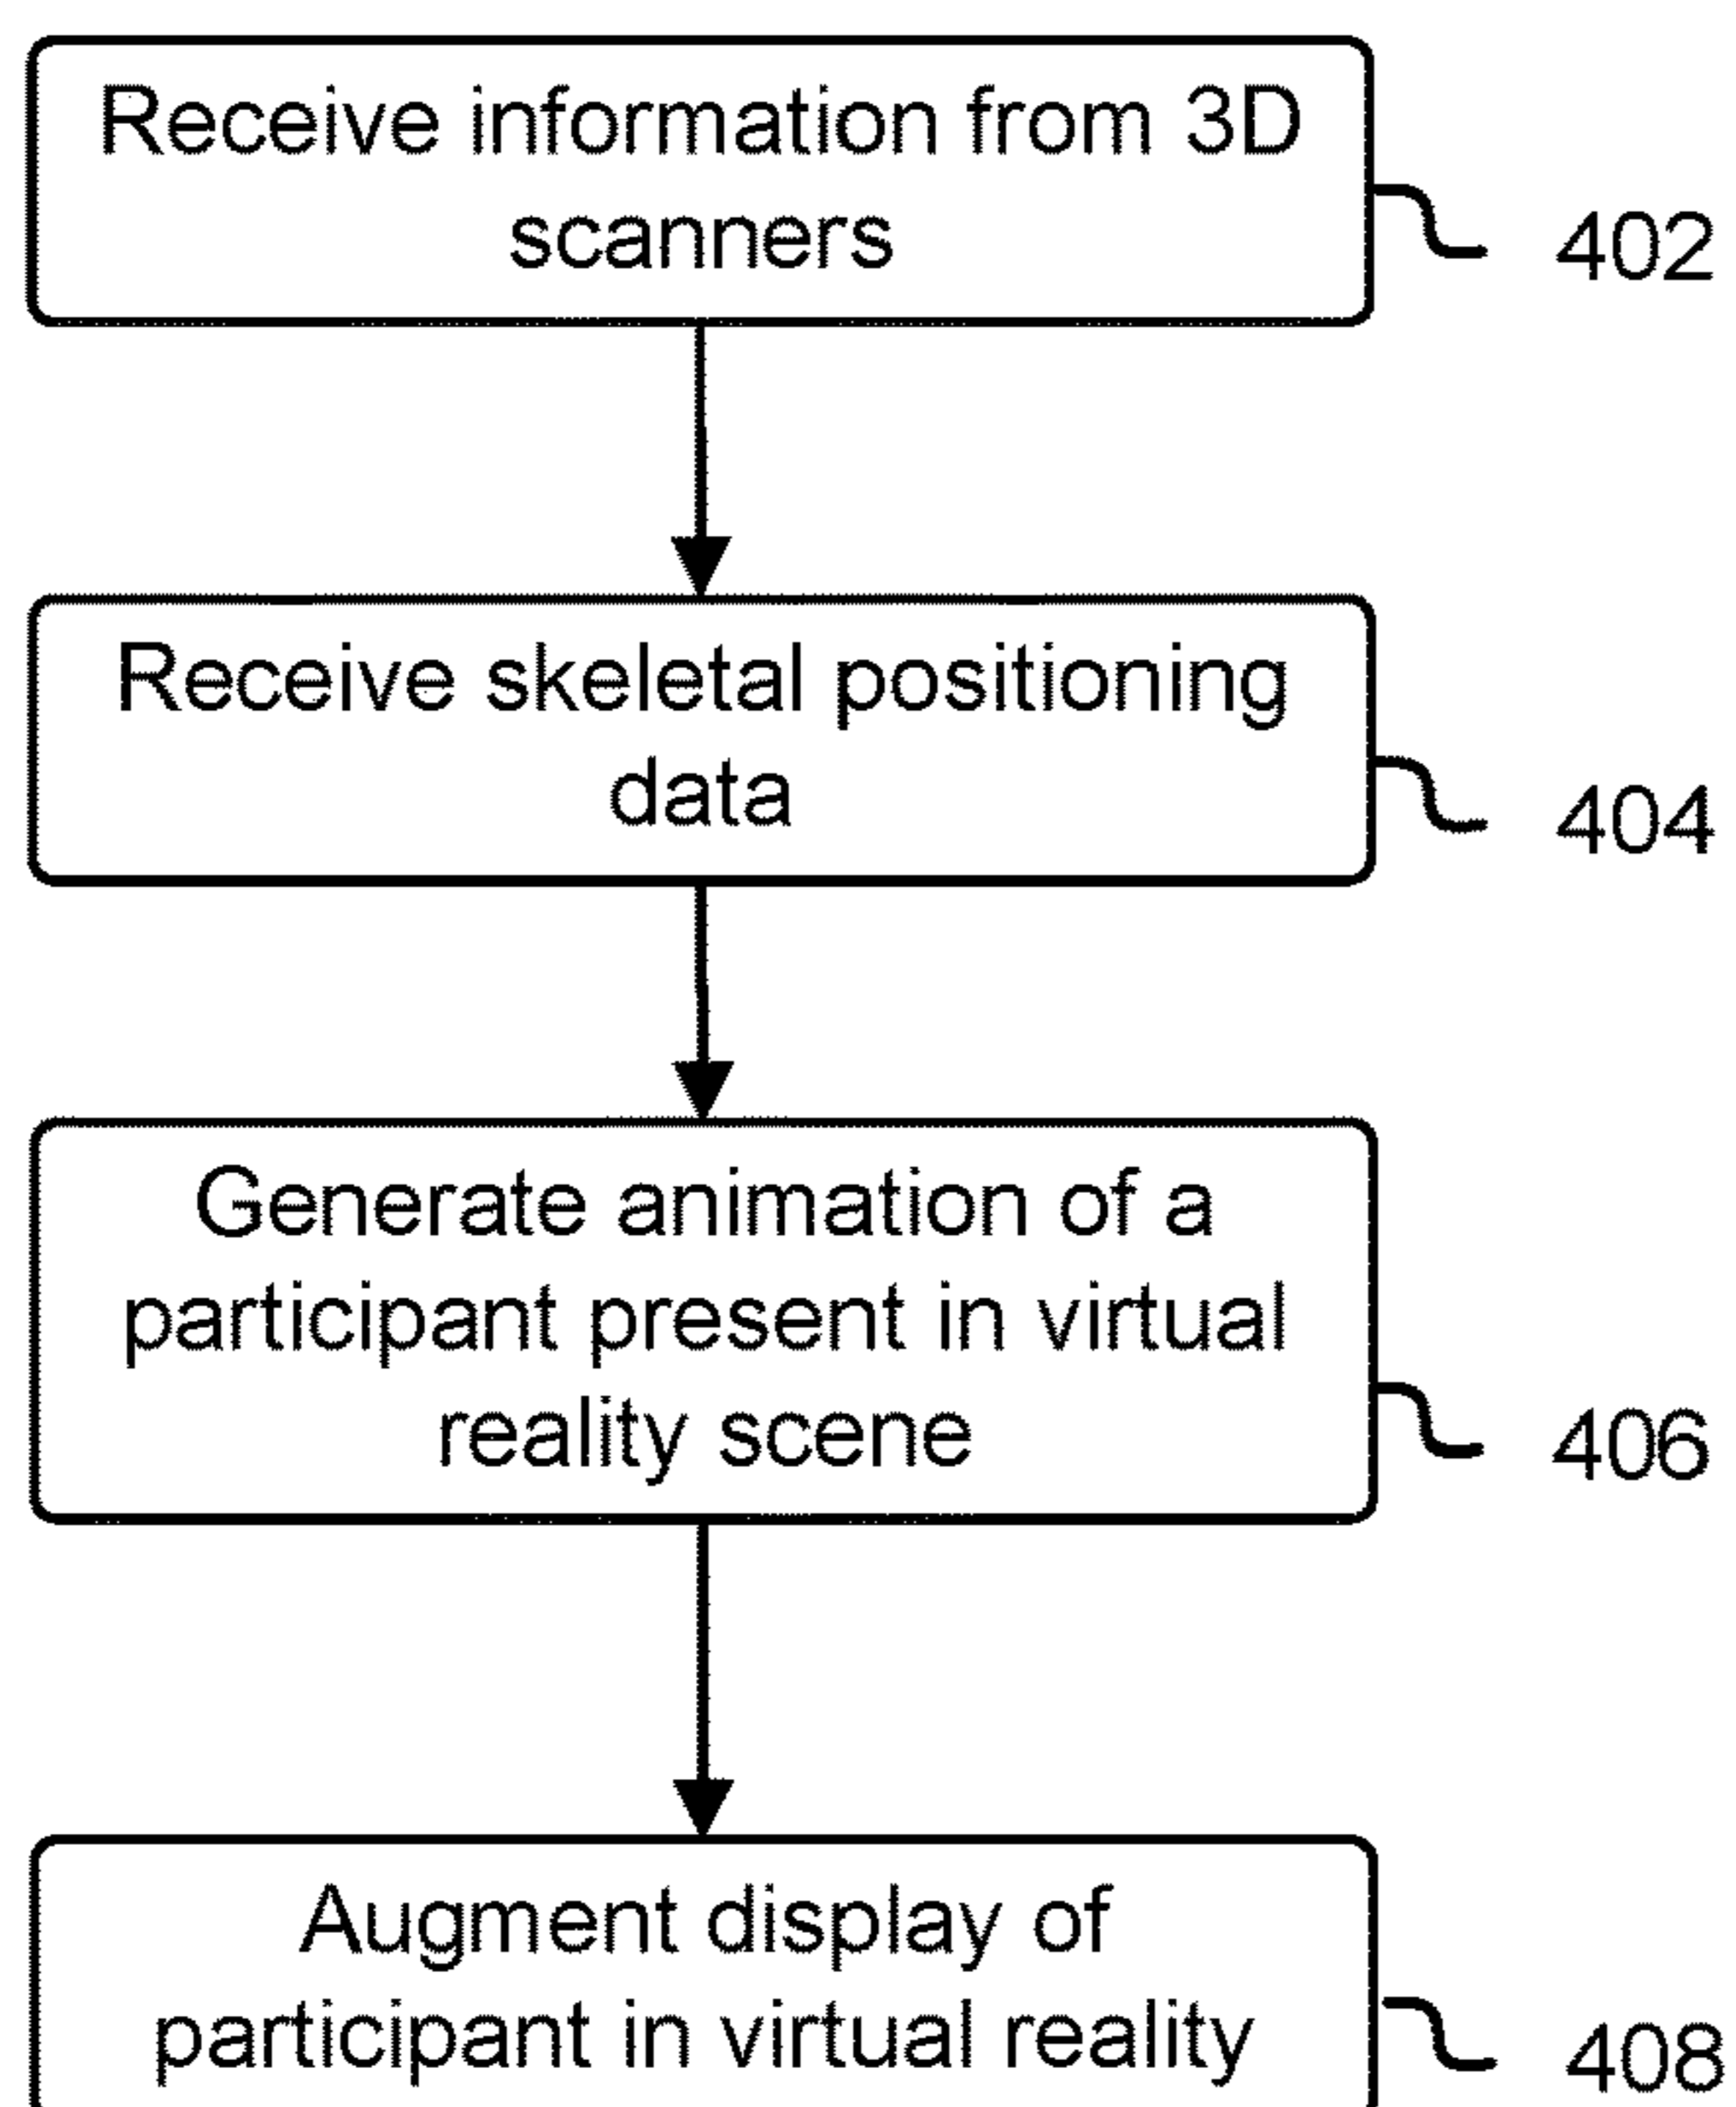 Receive information from 3D
scanners
402
Receive skeletal positioning
data
404
Generate animation of a
participant present in virtual
reality scene
406
Augment display of
participant in virtual reality
408